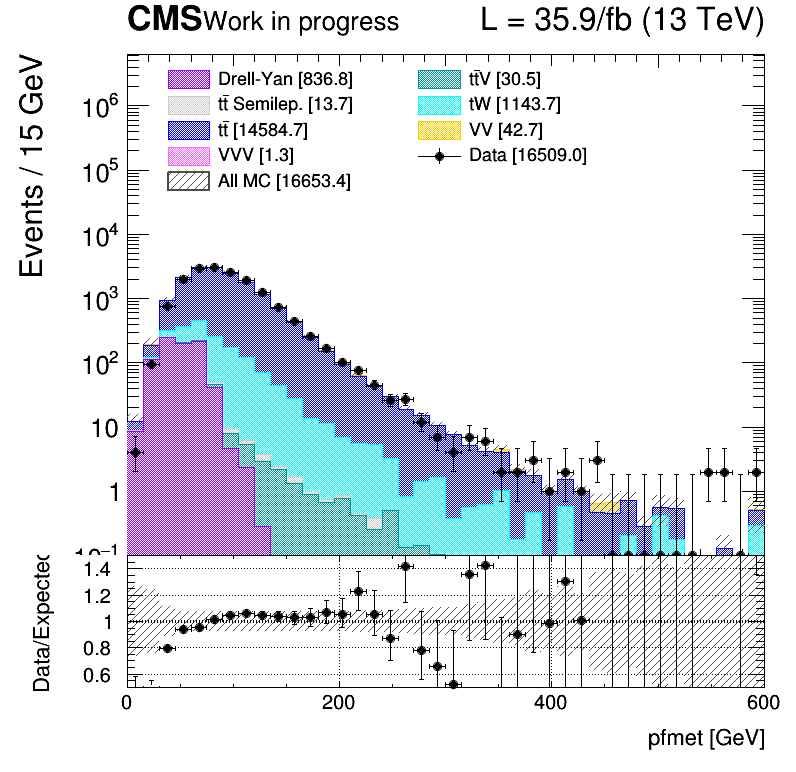 CMS Work in progress L = 35.9/fb (13 TeV)
Events / 15 GeV
Drell-Yan [836.8] tt̄V [30.5]
tt̄ Semilep. [13.7] tW [1143.7]
tt̄ [14584.7] VV [42.7]
VVV [1.3] Data [16509.0]
All MC [16653.4]
10⁶
10⁵
10⁴
10³
10²
10
1
10⁻¹
Data/Expected
1.4
1.2
1
0.8
0.6
0 200 400 600
pfmet [GeV]